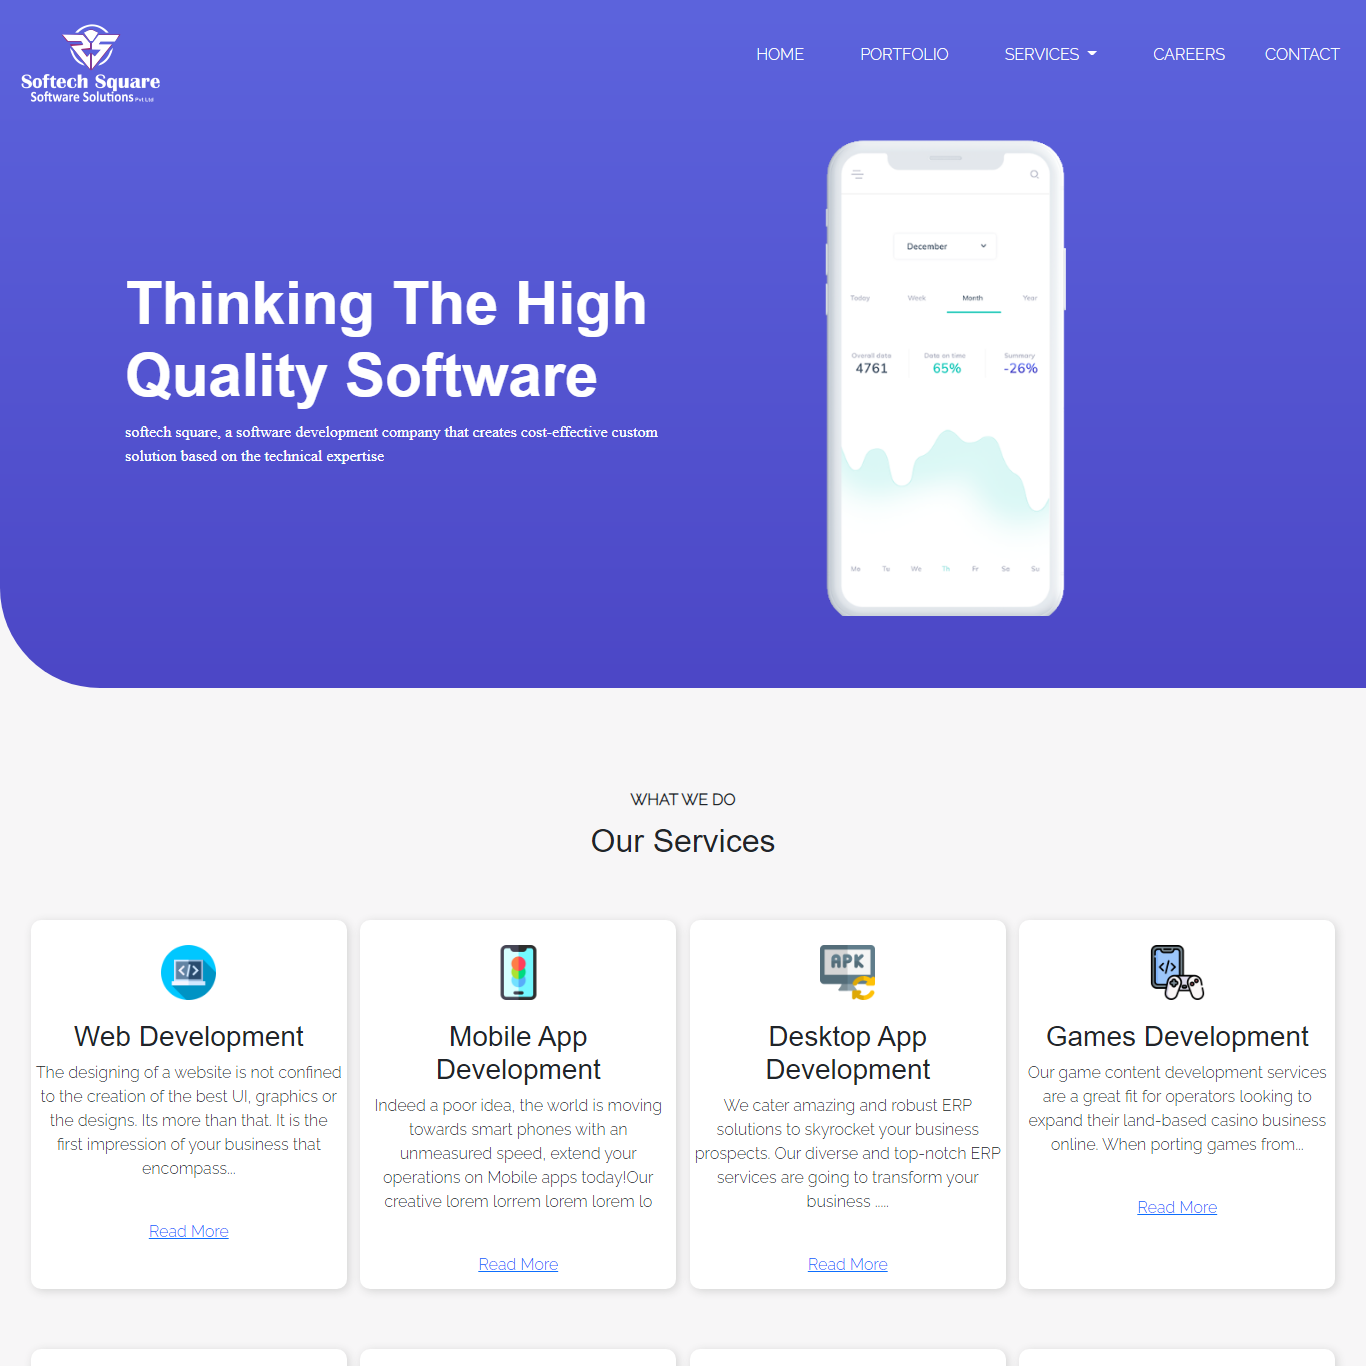 Softech Square
Software Solutions Pvt Ltd
HOME PORTFOLIO SERVICES CAREERS CONTACT
December
Today Week Month Year
Overall data Data on time Summary
4761 65% -26%
Mo Tu We Th Fr Sa Su
Thinking The High
Quality Software
softech square, a software development company that creates cost-effective custom
solution based on the technical expertise
WHAT WE DO
Our Services
Web Development
The designing of a website is not confined
to the creation of the best UI, graphics or
the designs. Its more than that. It is the
first impression of your business that
encompass...
Read More
Mobile App
Development
Indeed a poor idea, the world is moving
towards smart phones with an
unmeasured speed, extend your
operations on Mobile apps today!Our
creative lorem lorrem lorem lorem lo
Read More
APK
Desktop App
Development
We cater amazing and robust ERP
solutions to skyrocket your business
prospects. Our diverse and top-notch ERP
services are going to transform your
business .....
Read More
Games Development
Our game content development services
are a great fit for operators looking to
expand their land-based casino business
online. When porting games from...
Read More